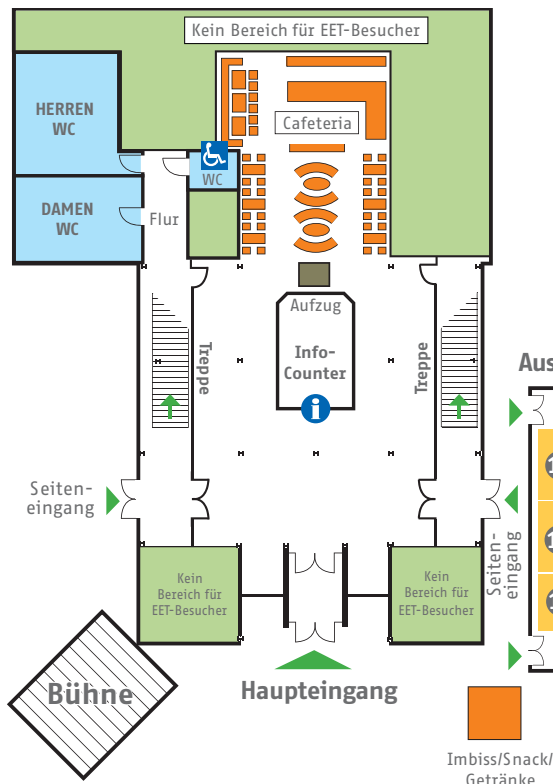 Kein Bereich für EET-Besucher
HERREN
WC
Cafeteria
WC
DAMEN
WC
Flur
Aufzug
Treppe
Info-
Counter
Treppe
i
Aus
Seiten-
eingang
Seiten-
eingang
Kein
Bereich für
EET-Besucher
Kein
Bereich für
EET-Besucher
Bühne
Haupteingang
Imbiss/Snack/
Getränke